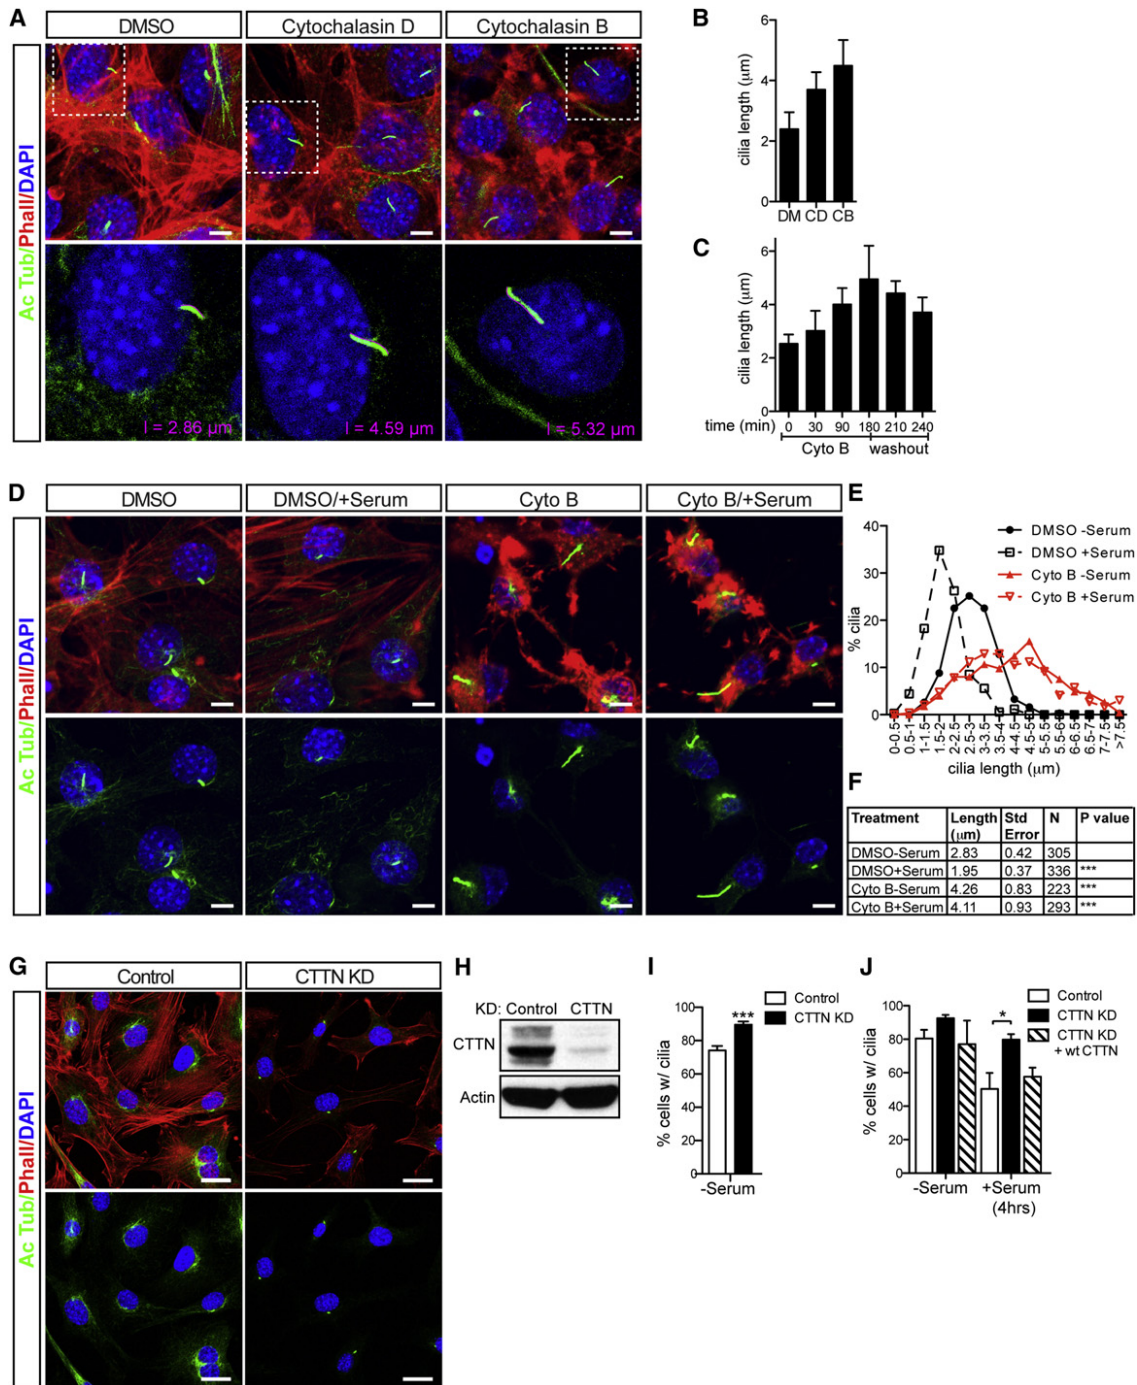 A
DMSO
Cytochalasin D
Cytochalasin B
Ac Tub/Phall/DAPI
l = 2.86 µm
l = 4.59 µm
l = 5.32 µm
B
cilia length (µm)
6
4
2
0
DM CD CB
C
cilia length (µm)
6
4
2
0
time (min) 0 30 90 180 210 240
Cyto B washout
D
DMSO
DMSO/+Serum
Cyto B
Cyto B/+Serum
Ac Tub/Phall/DAPI
E
% cilia
40
30
20
10
0
DMSO -Serum
DMSO +Serum
Cyto B -Serum
Cyto B +Serum
0-0.5
0.5-1
1-1.5
1.5-2
2-2.5
2.5-3
3-3.5
3.5-4
4-4.5
4.5-5
5-5.5
5.5-6
6-6.5
6.5-7
7-7.5
>7.5
cilia length (µm)
F
Treatment Length (µm) Std Error N P value
DMSO-Serum 2.83 0.42 305
DMSO+Serum 1.95 0.37 336 ***
Cyto B-Serum 4.26 0.83 223 ***
Cyto B+Serum 4.11 0.93 293 ***
G
Control
CTTN KD
Ac Tub/Phall/DAPI
H
KD: Control CTTN
CTTN
Actin
I
Control
CTTN KD
% cells w/ cilia
100
80
60
40
20
0
***
-Serum
J
Control
CTTN KD
CTTN KD
+ wt CTTN
% cells w/ cilia
100
80
60
40
20
0
*
-Serum +Serum
(4hrs)